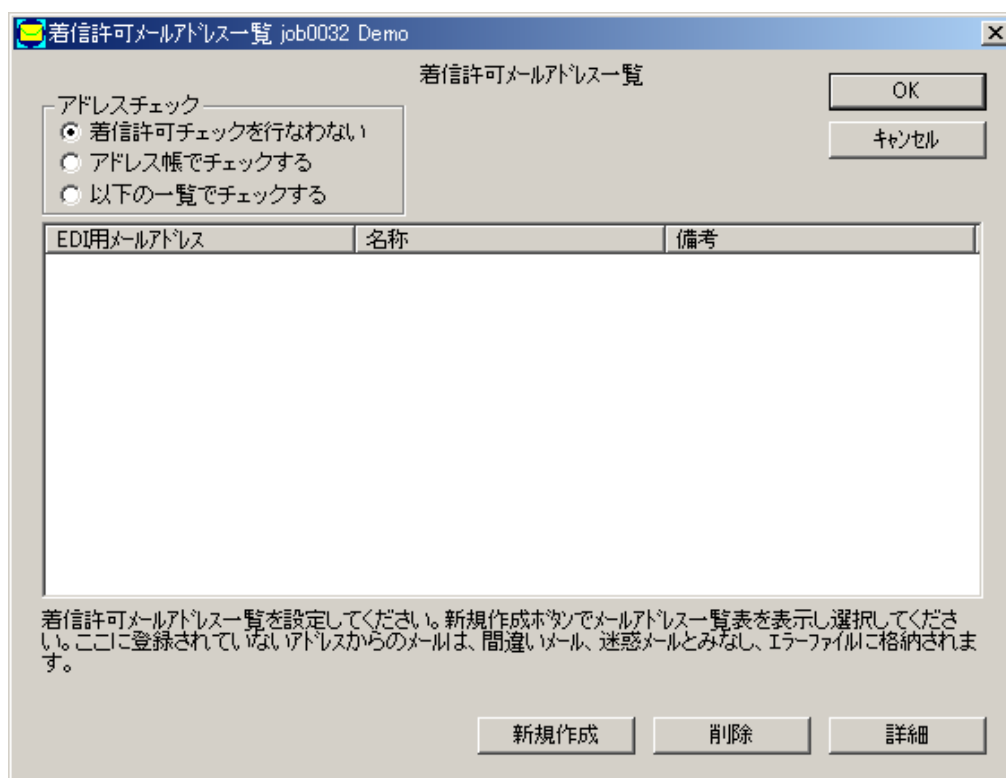 着信許可ﾒｰﾙｱﾄﾞﾚｽ一覧 job0032 Demo
着信許可ﾒｰﾙｱﾄﾞﾚｽ一覧
OK
ｷｬﾝｾﾙ
アドレスチェック
着信許可チェックを行なわない
アドレス帳でチェックする
以下の一覧でチェックする
EDI用ﾒｰﾙｱﾄﾞﾚｽ 名称 備考
着信許可ﾒｰﾙｱﾄﾞﾚｽ一覧を設定してください。新規作成ﾎﾞﾀﾝでﾒｰﾙｱﾄﾞﾚｽ一覧表を表示し選択してくださ
い。ここに登録されていないｱﾄﾞﾚｽからのﾒｰﾙは、間違いﾒｰﾙ、迷惑ﾒｰﾙとみなし、ｴﾗｰﾌｧｲﾙに格納されま
す。
新規作成 削除 詳細